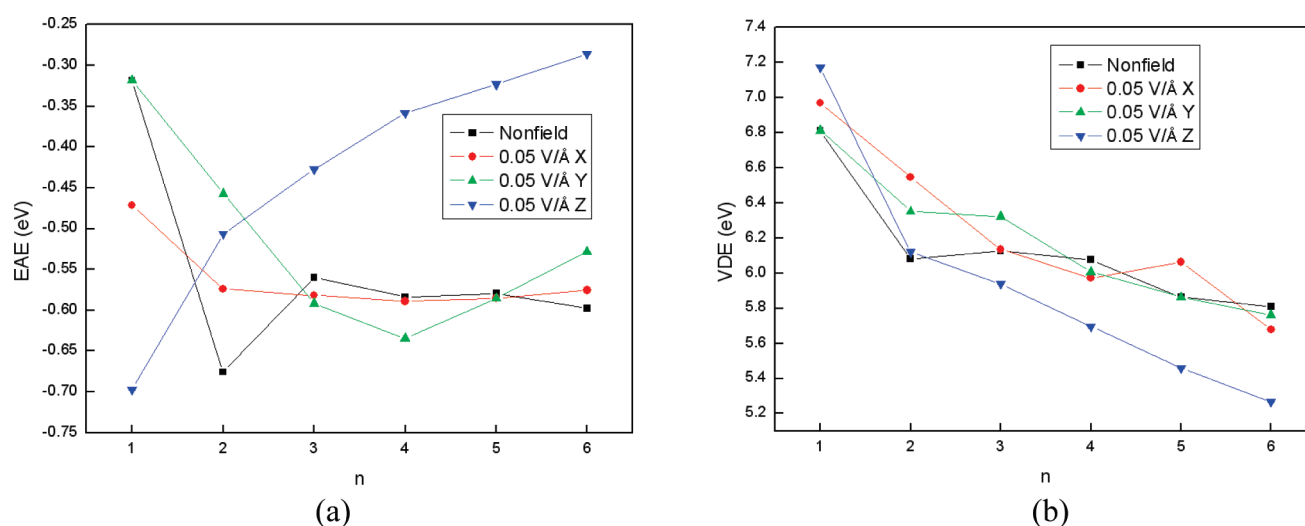 -0.25
-0.30
-0.35
-0.40
-0.45
-0.50
-0.55
-0.60
-0.65
-0.70
-0.75
EAE (eV)
Nonfield
0.05 V/Å X
0.05 V/Å Y
0.05 V/Å Z
1 2 3 4 5 6
n
(a)
7.4
7.2
7.0
6.8
6.6
6.4
6.2
6.0
5.8
5.6
5.4
5.2
VDE (eV)
Nonfield
0.05 V/Å X
0.05 V/Å Y
0.05 V/Å Z
1 2 3 4 5 6
n
(b)